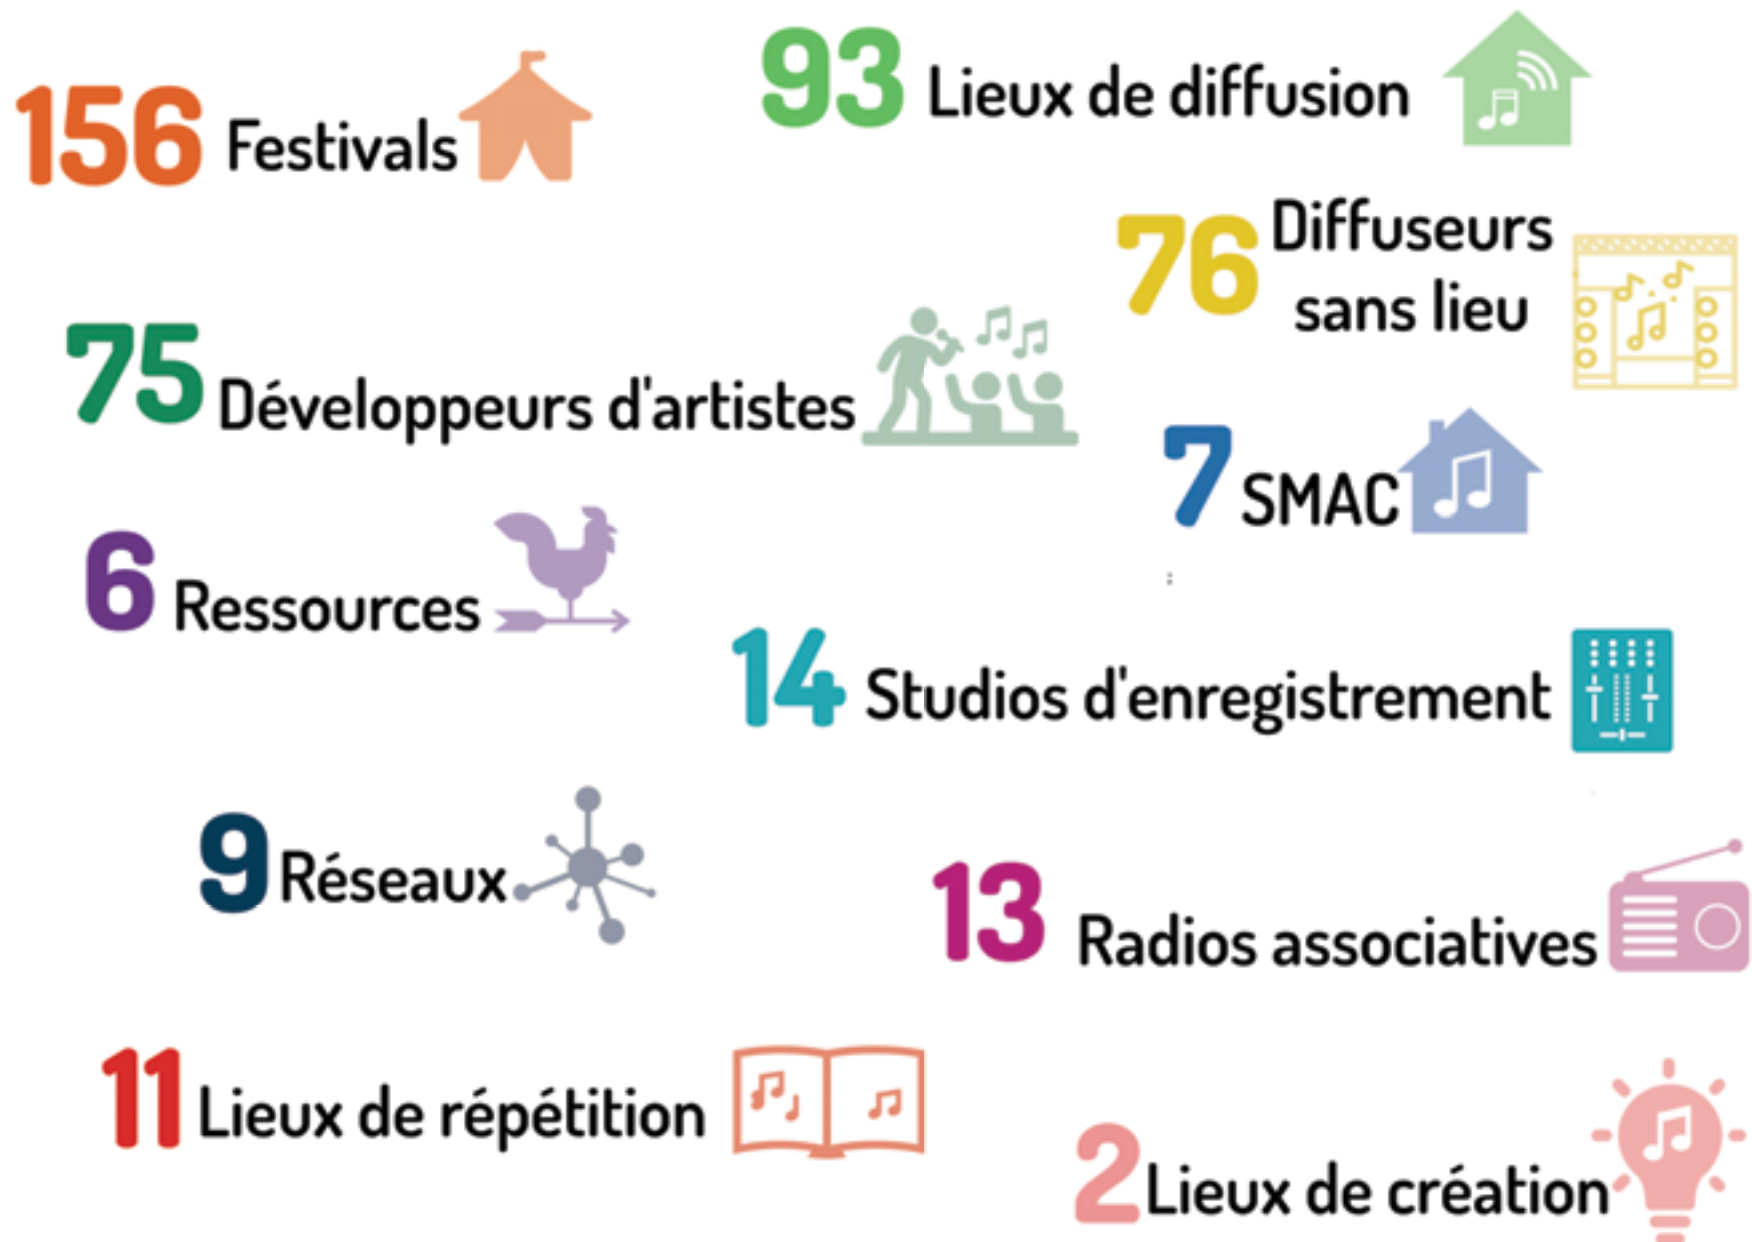 156 Festivals
93 Lieux de diffusion
76 Diffuseurs
sans lieu
75 Développeurs d'artistes
7 SMAC
6 Ressources
14 Studios d'enregistrement
9 Réseaux
13 Radios associatives
11 Lieux de répétition
2 Lieux de création